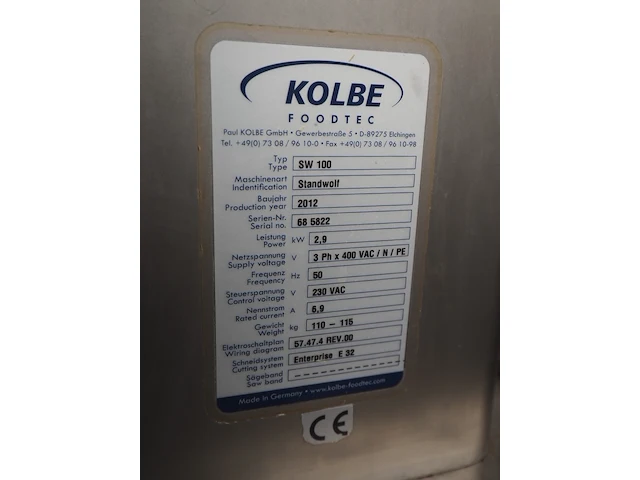 KOLBE
FOODTEC
Paul KOLBE GmbH • Gewerbestraße 5 • D-89275 Elchingen
Tel. +49(0) 73 08 / 96 10-0 • Fax +49(0) 73 08 / 96 10-98
Typ
Type SW 100
Maschinenart
Indentification Standwolf
Baujahr
Production year 2012
Serien-Nr.
Serial no. 68 5822
Leistung
Power kW 2,9
Netzspannung
Supply voltage V 3 Ph x 400 VAC / N / PE
Frequenz
Frequency Hz 50
Steuerspannung
Control voltage V 230 VAC
Nennstrom
Rated current A 6,9
Gewicht
Weight kg 110 – 115
Elektroschaltplan
Wiring diagram 57.47.4 REV.00
Schneidsystem
Cutting system Enterprise E 32
Sägeband
Saw band ---------------
Made in Germany • www.kolbe-foodtec.com
CE